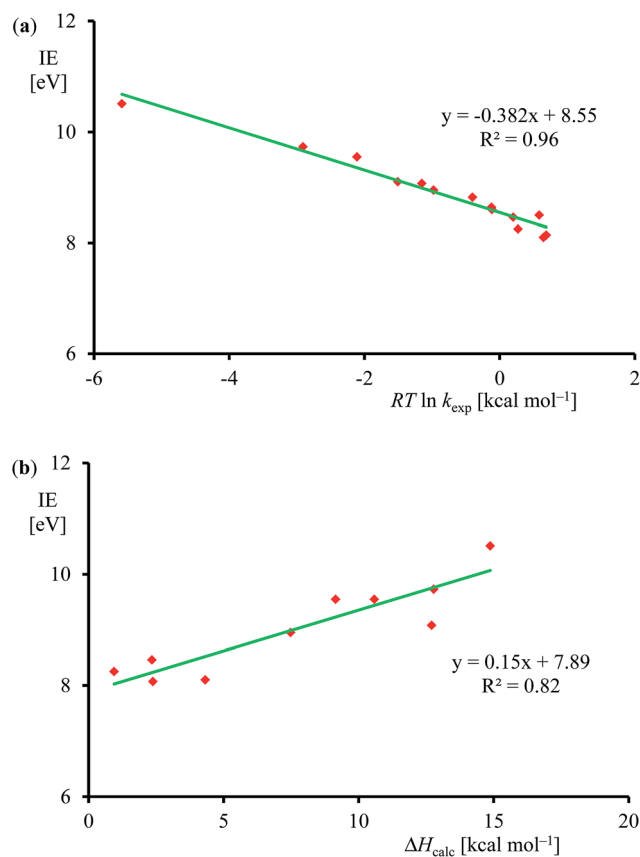 (a)
IE
[eV]
12
10
8
6
y = -0.382x + 8.55
R² = 0.96
-6 -4 -2 0 2
RT ln k_exp [kcal mol⁻¹]
(b)
IE
[eV]
12
10
8
6
y = 0.15x + 7.89
R² = 0.82
0 5 10 15 20
ΔH_calc [kcal mol⁻¹]